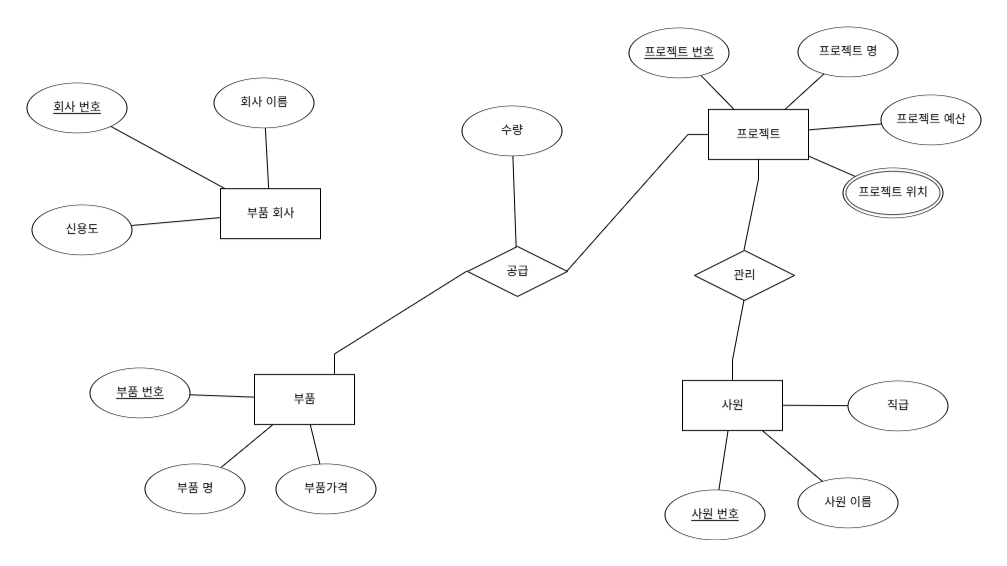 프로젝트 번호
프로젝트 명
회사 번호
회사 이름
수량
프로젝트
프로젝트 예산
프로젝트 위치
부품 회사
신용도
공급
관리
부품 번호
부품
사원
직급
부품 명
부품가격
사원 번호
사원 이름